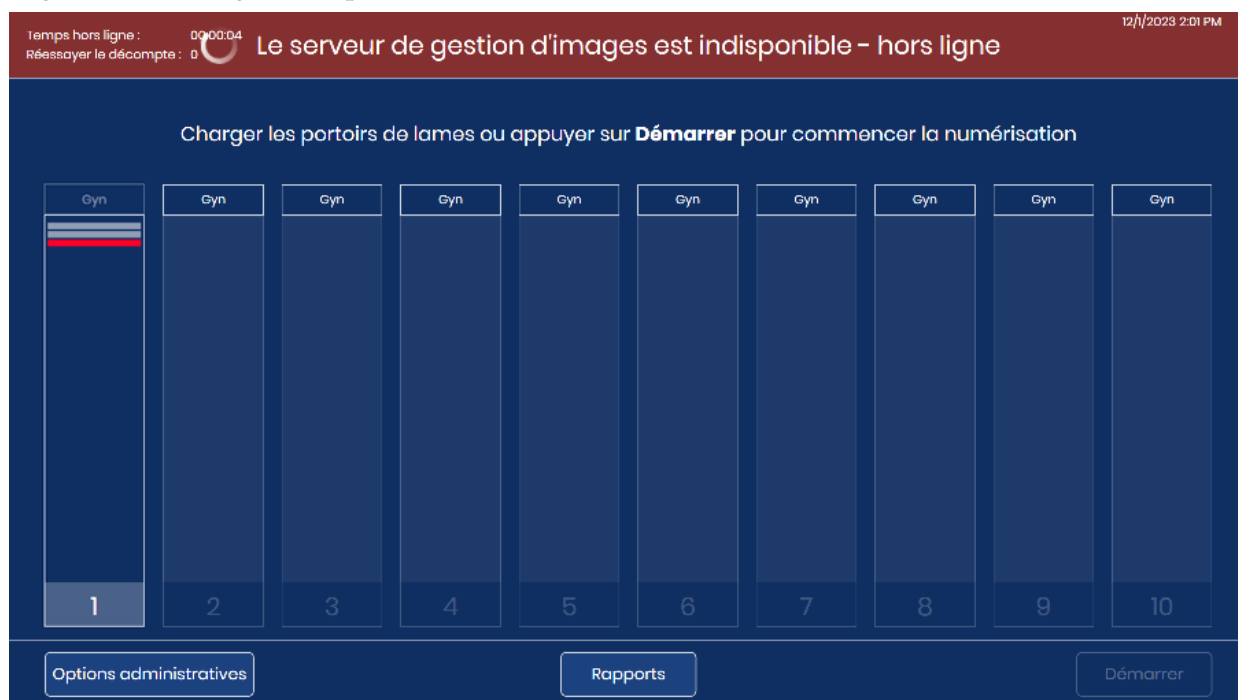 12/1/2023 2:01 PM
Temps hors ligne : 00:00:04
Réessayer le décompte : 0
Le serveur de gestion d'images est indisponible - hors ligne
Charger les portoirs de lames ou appuyer sur Démarrer pour commencer la numérisation
Gyn Gyn Gyn Gyn Gyn Gyn Gyn Gyn Gyn Gyn
1 2 3 4 5 6 7 8 9 10
Options administratives Rapports Démarrer